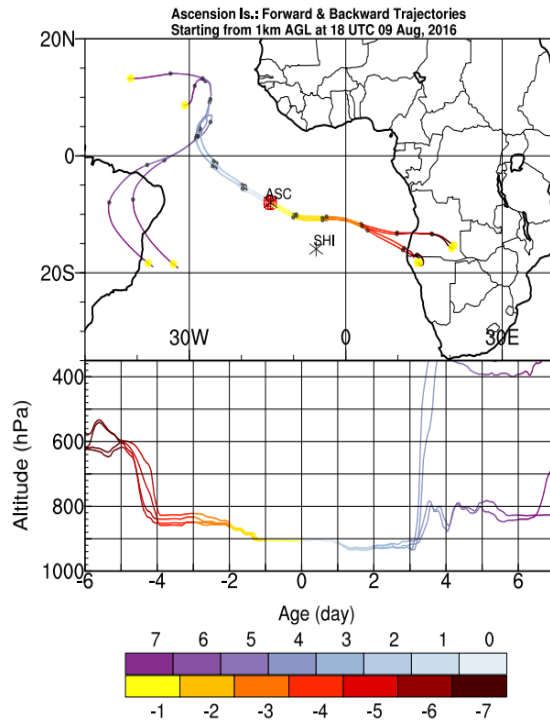 Ascension Is.: Forward & Backward Trajectories
Starting from 1km AGL at 18 UTC 09 Aug, 2016
20N
0
20S
ASC
SHI
30W 0 30E
Altitude (hPa)
400
600
800
1000
-6 -4 -2 0 2 4 6
Age (day)
7 6 5 4 3 2 1 0
-1 -2 -3 -4 -5 -6 -7